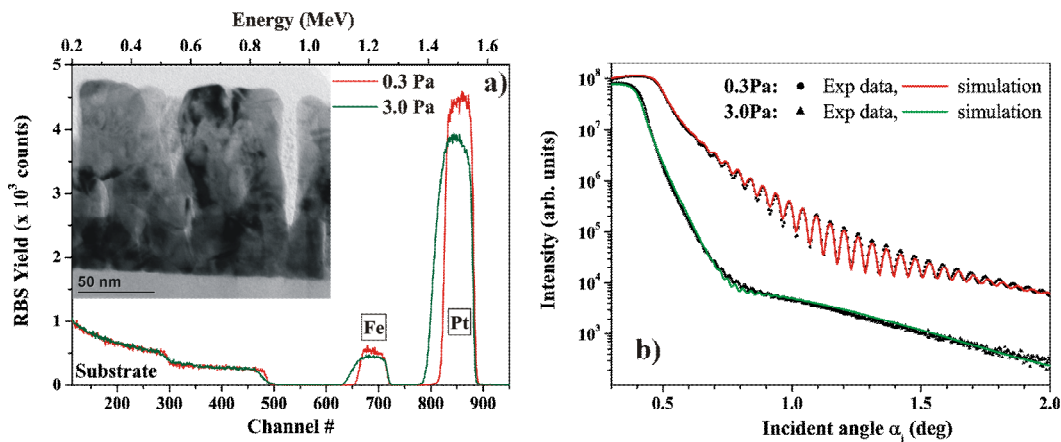 Energy (MeV)
0.2 0.4 0.6 0.8 1.0 1.2 1.4 1.6
a)
0.3 Pa
3.0 Pa
5
4
3
2
1
0
RBS Yield (x 10³ counts)
50 nm
Fe
Pt
Substrate
200 300 400 500 600 700 800 900
Channel #
0.3Pa: Exp data, simulation
3.0Pa: Exp data, simulation
10⁸
10⁷
10⁶
10⁵
10⁴
10³
Intensity (arb. units)
b)
0.5 1.0 1.5 2.0
Incident angle αᵢ (deg)